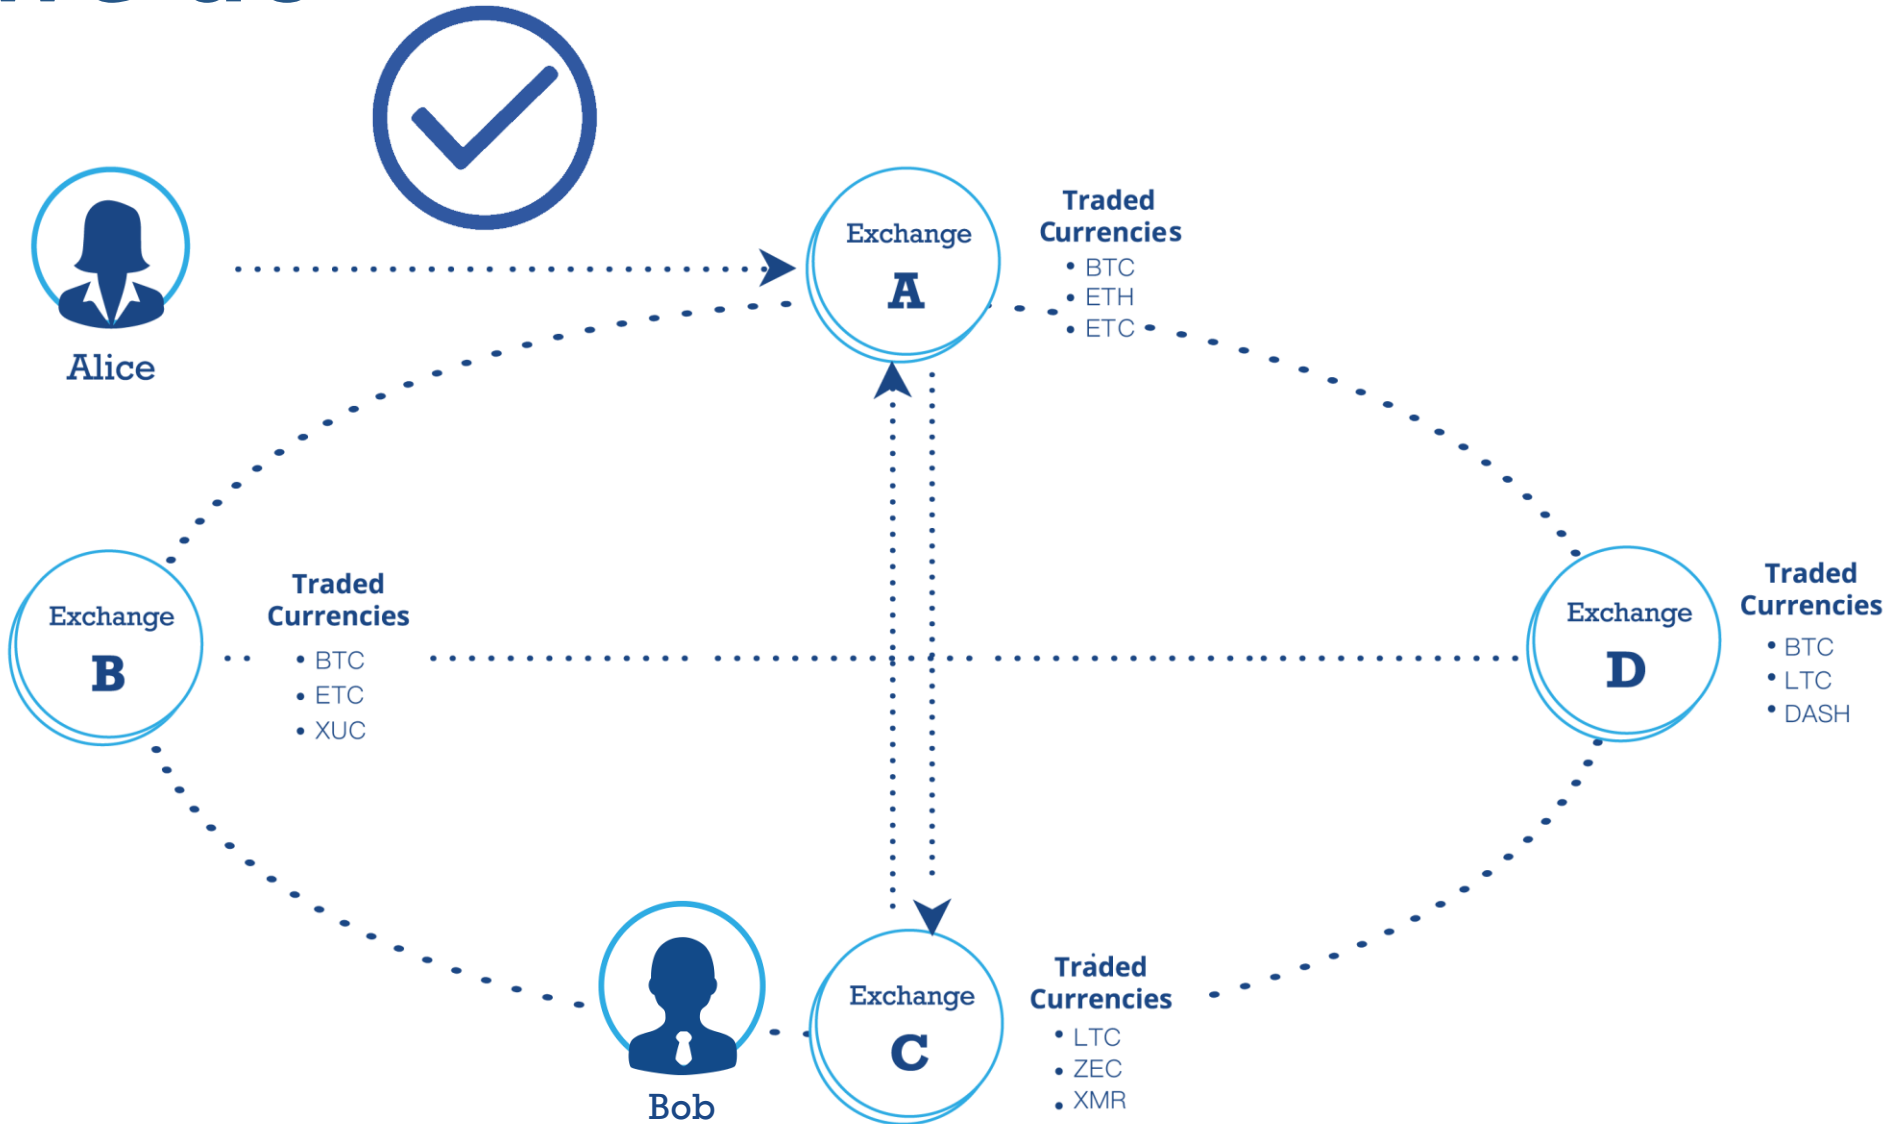 Alice
Exchange
A
Traded
Currencies
• BTC
• ETH
• ETC
Exchange
B
Traded
Currencies
• BTC
• ETC
• XUC
Exchange
D
Traded
Currencies
• BTC
• LTC
• DASH
Bob
Exchange
C
Traded
Currencies
• LTC
• ZEC
• XMR